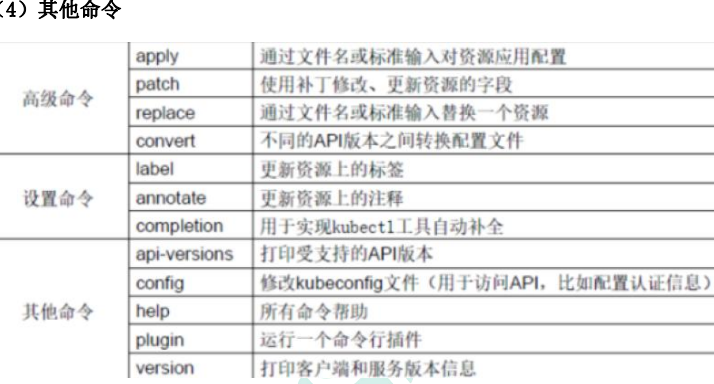 (4)其他命令
高级命令
apply 通过文件名或标准输入对资源应用配置
patch 使用补丁修改、更新资源的字段
replace 通过文件名或标准输入替换一个资源
convert 不同的API版本之间转换配置文件
设置命令
label 更新资源上的标签
annotate 更新资源上的注释
completion 用于实现kubectl工具自动补全
其他命令
api-versions 打印受支持的API版本
config 修改kubeconfig文件（用于访问API，比如配置认证信息）
help 所有命令帮助
plugin 运行一个命令行插件
version 打印客户端和服务版本信息